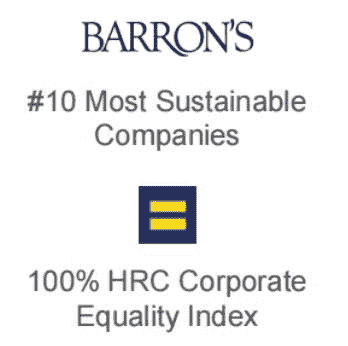 BARRON'S
#10 Most Sustainable
Companies
100% HRC Corporate
Equality Index